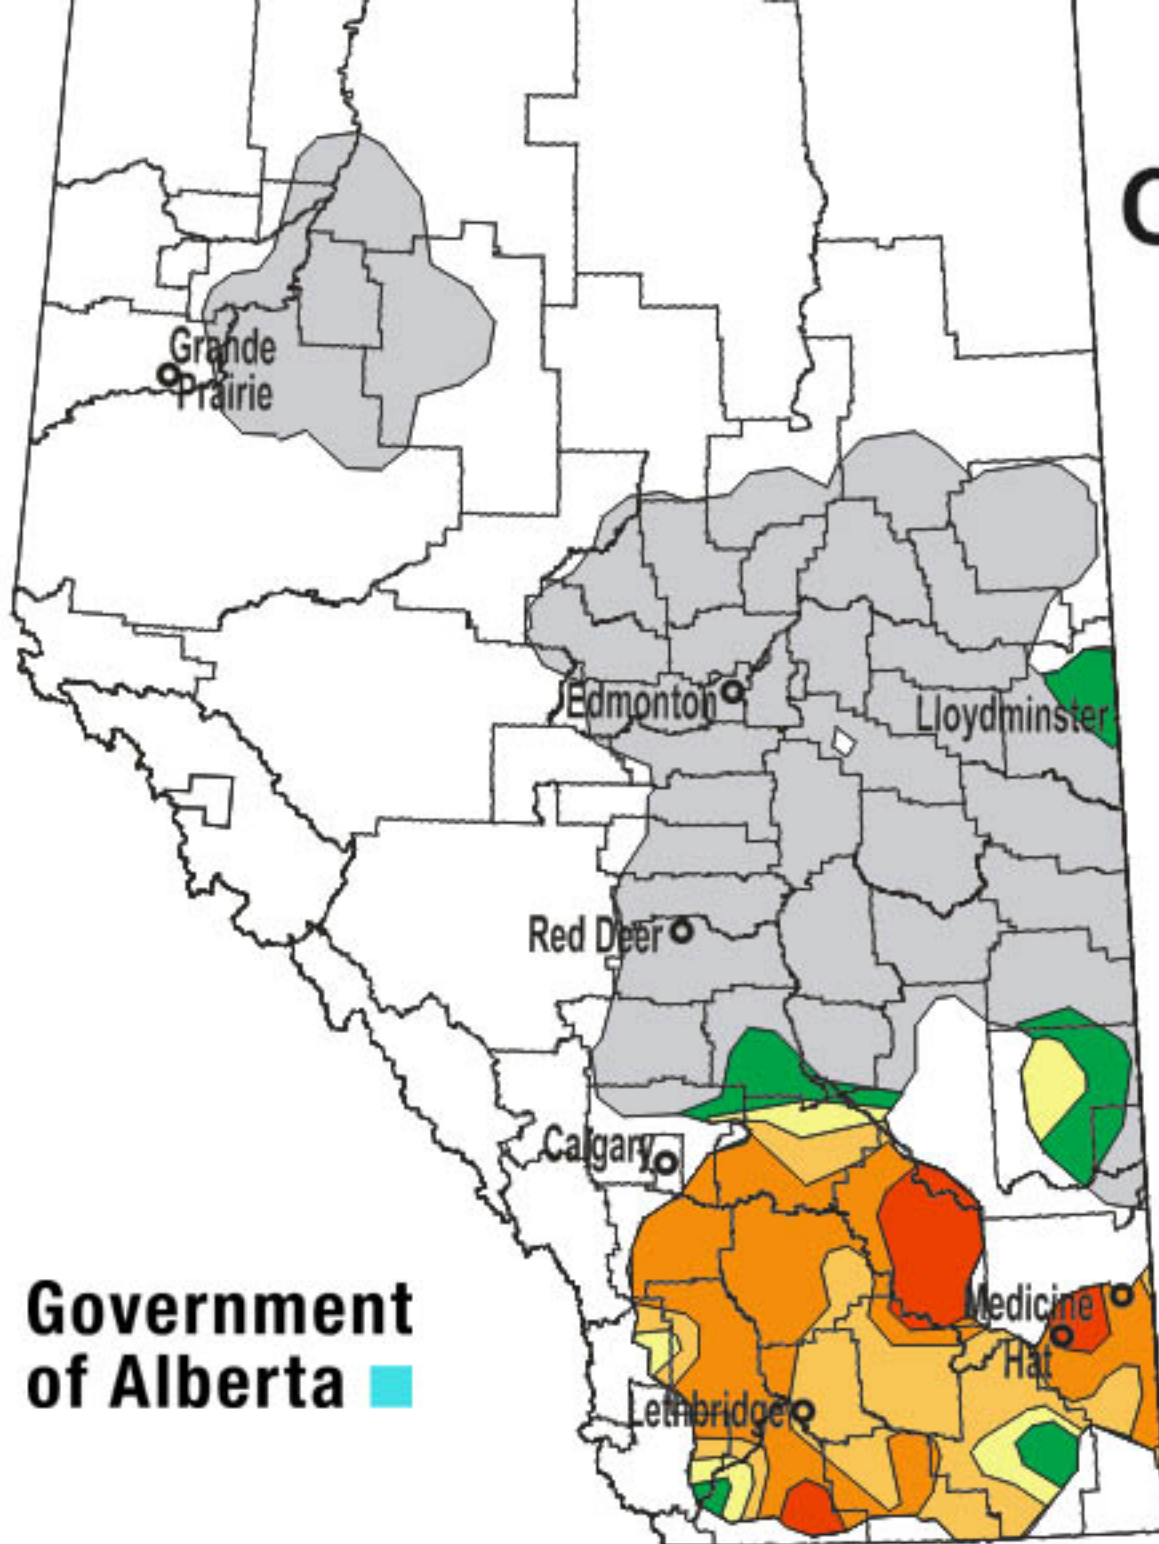 Grande
Prairie
Edmonton
Lloydminster
Red Deer
Calgary
Medicine
Hat
Lethbridge
Government
of Alberta